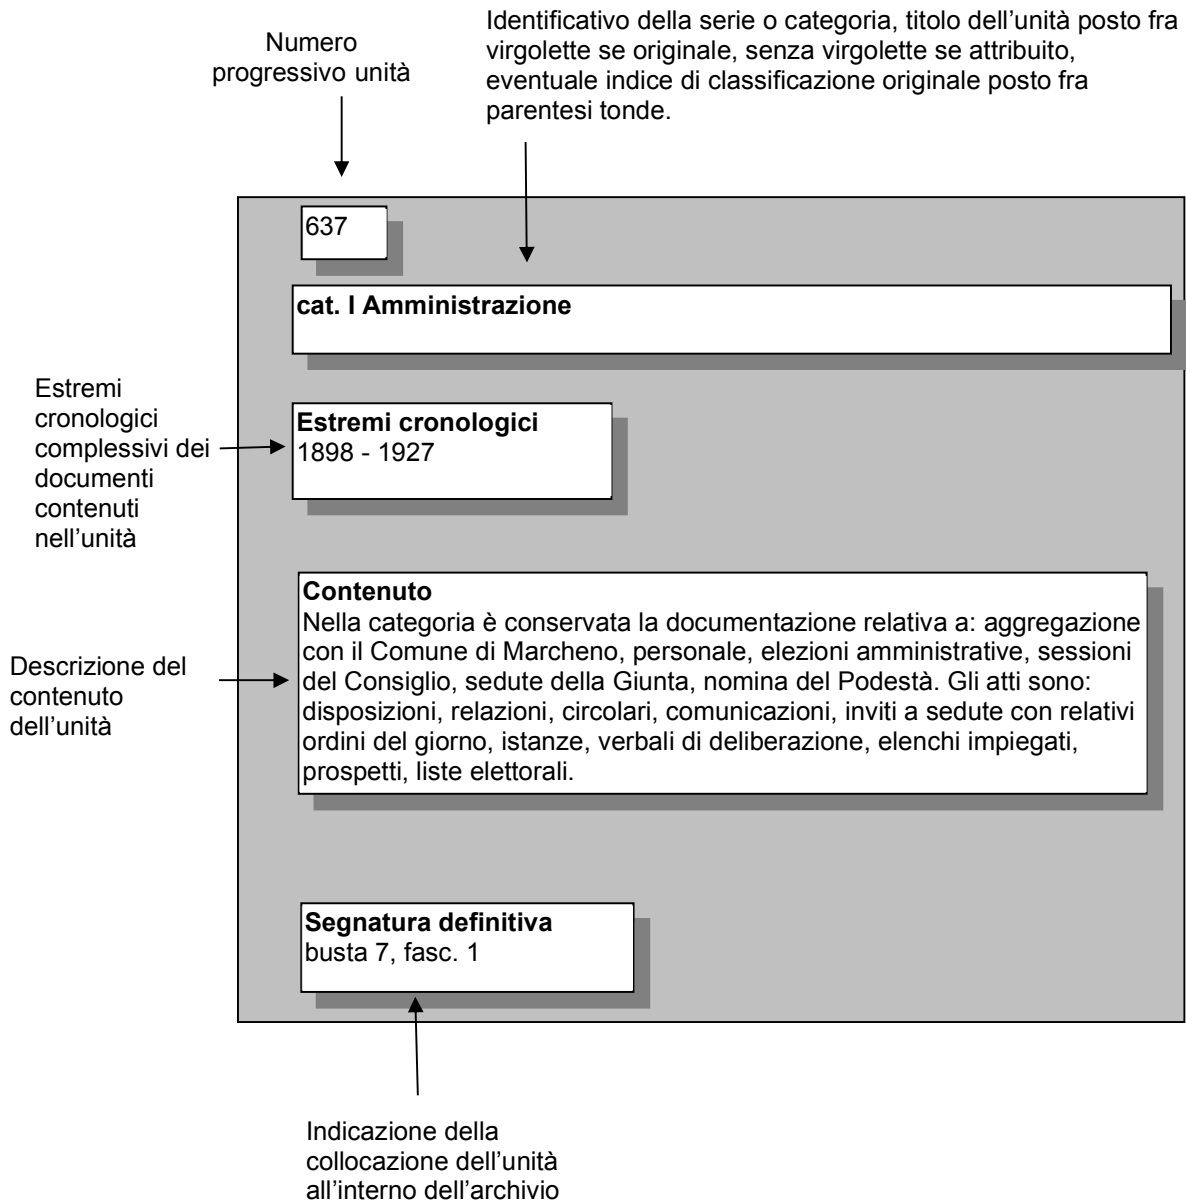 Numero
progressivo unità
Identificativo della serie o categoria, titolo dell'unità posto fra
virgolette se originale, senza virgolette se attribuito,
eventuale indice di classificazione originale posto fra
parentesi tonde.
637
cat. I Amministrazione
Estremi
cronologici
complessivi dei
documenti
contenuti
nell'unità
Estremi cronologici
1898 - 1927
Descrizione del
contenuto
dell'unità
Contenuto
Nella categoria è conservata la documentazione relativa a: aggregazione
con il Comune di Marcheno, personale, elezioni amministrative, sessioni
del Consiglio, sedute della Giunta, nomina del Podestà. Gli atti sono:
disposizioni, relazioni, circolari, comunicazioni, inviti a sedute con relativi
ordini del giorno, istanze, verbali di deliberazione, elenchi impiegati,
prospetti, liste elettorali.
Segnatura definitiva
busta 7, fasc. 1
Indicazione della
collocazione dell'unità
all'interno dell'archivio